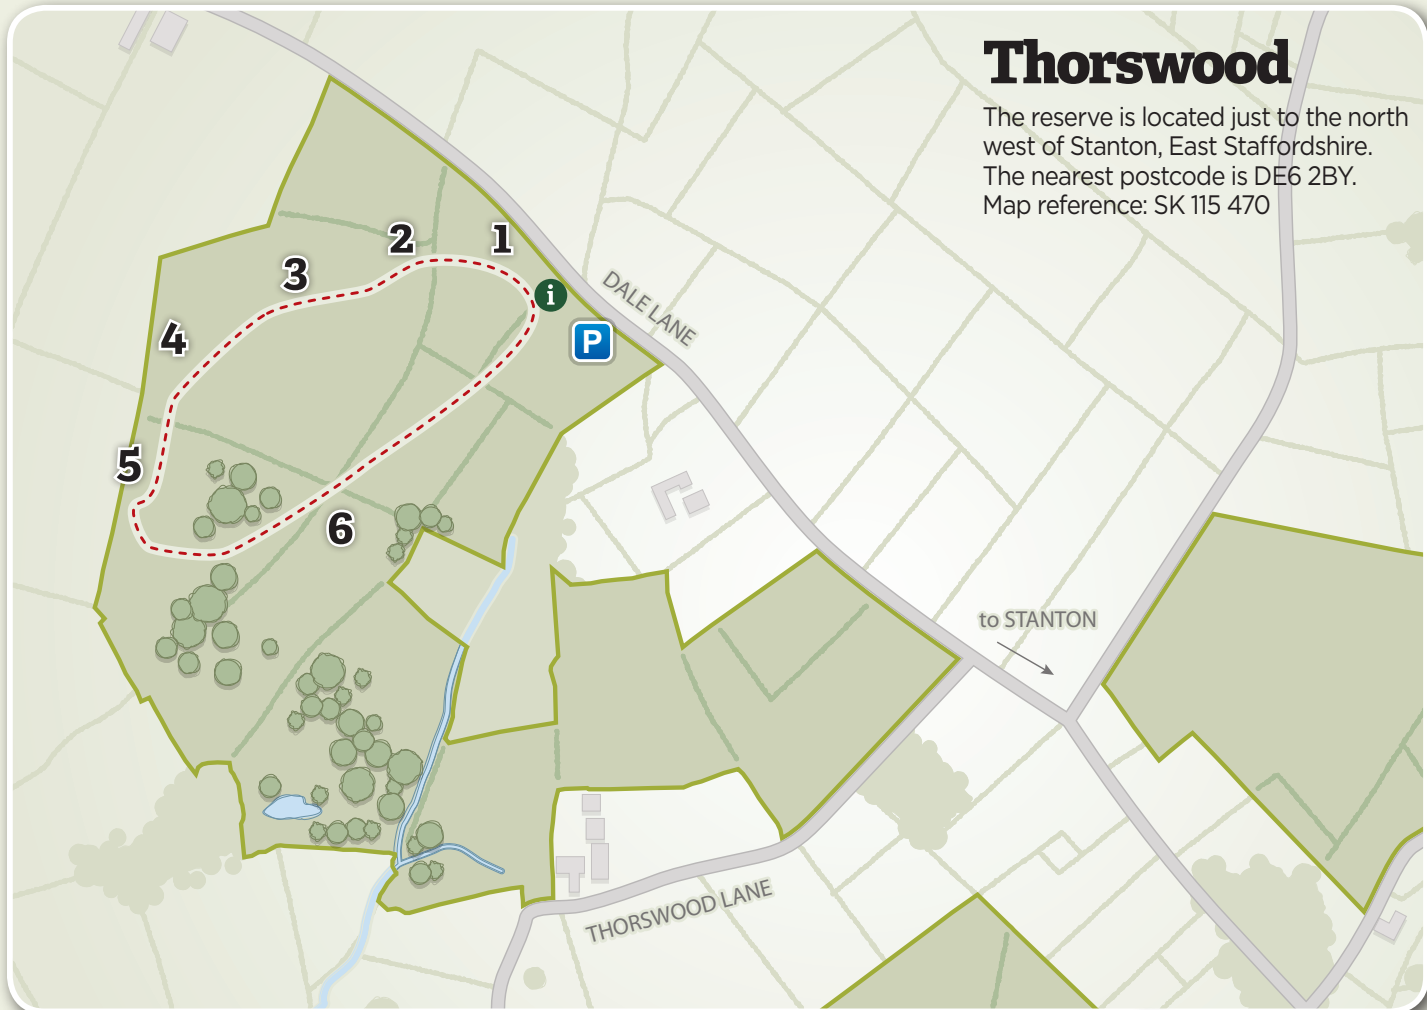 Thorswood
The reserve is located just to the north
west of Stanton, East Staffordshire.
The nearest postcode is DE6 2BY.
Map reference: SK 115 470
1
2
3
i
DALE LANE
P
4
5
6
to STANTON
THORSWOOD LANE